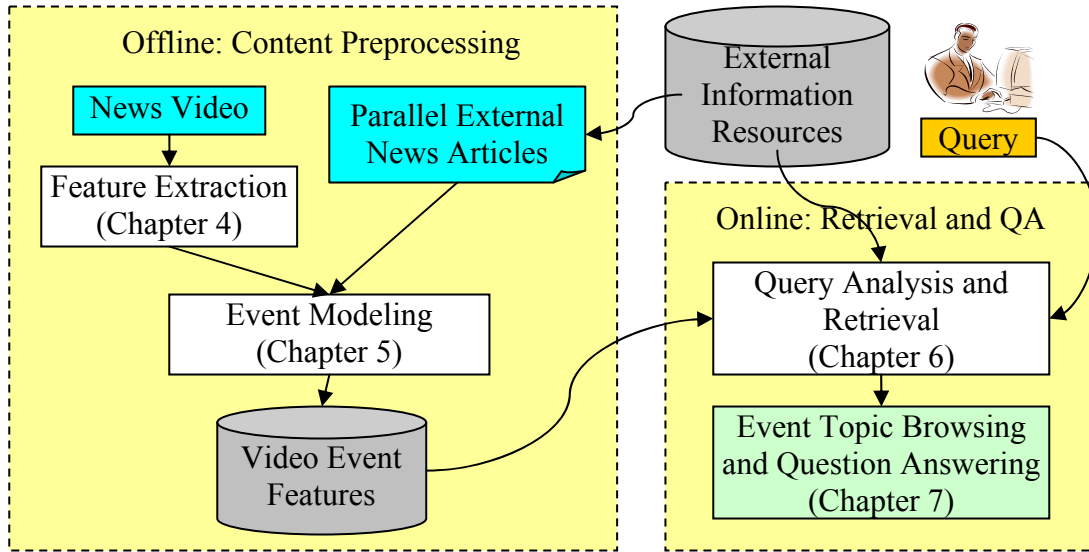 Offline: Content Preprocessing
News Video
Parallel External
News Articles
Feature Extraction
(Chapter 4)
Event Modeling
(Chapter 5)
Video Event
Features
External
Information
Resources
Query
Online: Retrieval and QA
Query Analysis and
Retrieval
(Chapter 6)
Event Topic Browsing
and Question Answering
(Chapter 7)